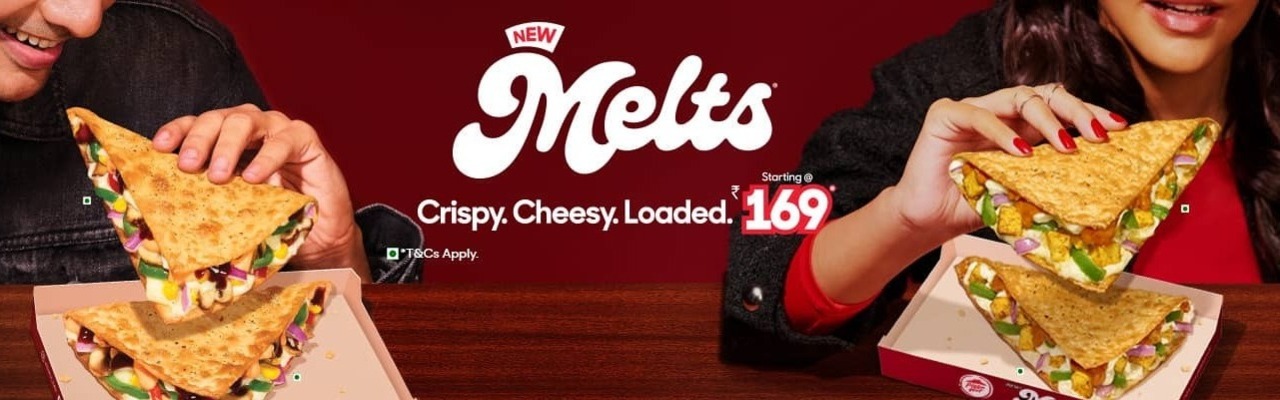 NEW
Melts
Starting @
Crispy. Cheesy. Loaded. ₹169*
*T&Cs Apply.